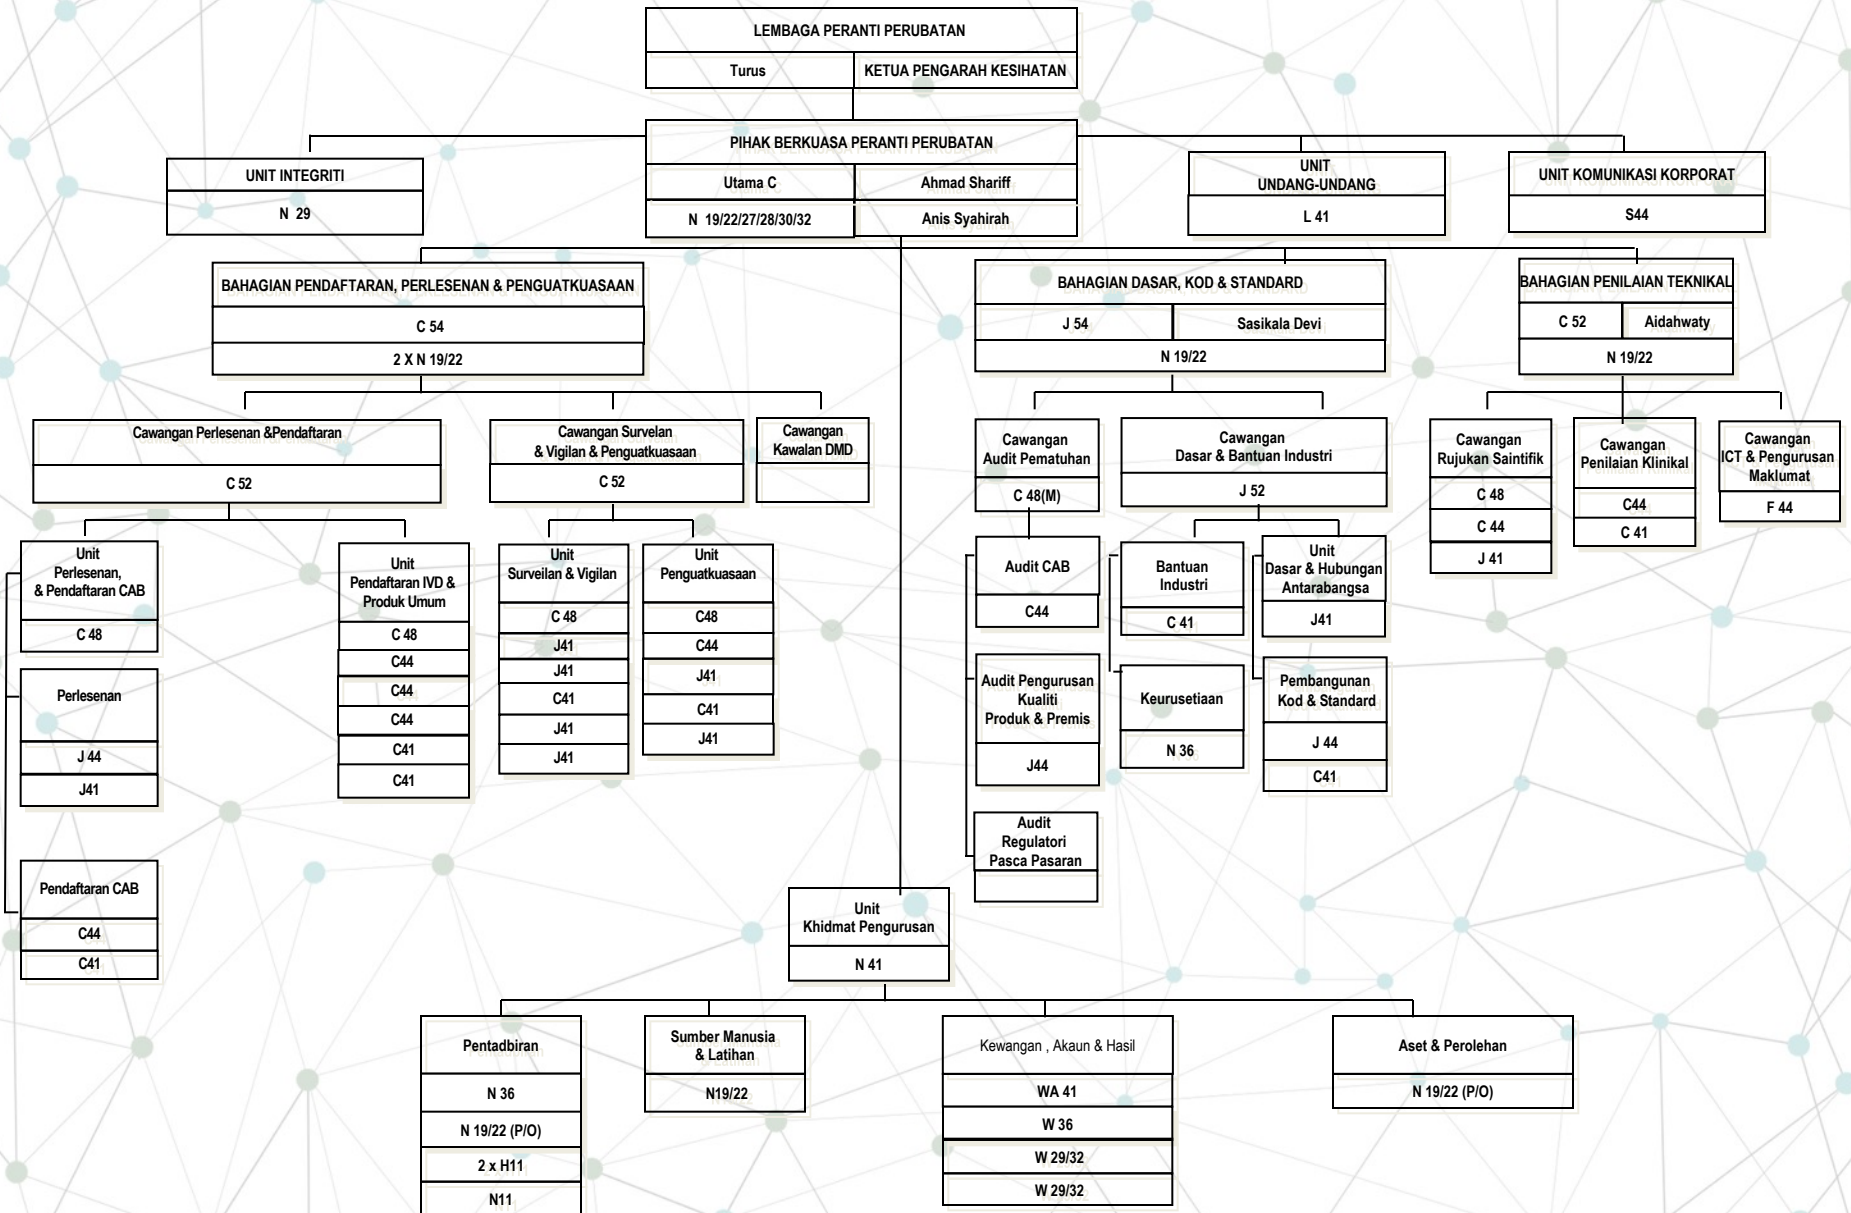 LEMBAGA PERANTI PERUBATAN
Turus
KETUA PENGARAH KESIHATAN
PIHAK BERKUASA PERANTI PERUBATAN
Utama C
Ahmad Shariff
N 19/22/27/28/30/32
Anis Syahirah
UNIT INTEGRITI
N 29
UNIT
UNDANG-UNDANG
L 41
UNIT KOMUNIKASI KORPORAT
S44
BAHAGIAN PENDAFTARAN, PERLESENAN & PENGUATKUASAAN
C 54
2 X N 19/22
BAHAGIAN DASAR, KOD & STANDARD
J 54
Sasikala Devi
N 19/22
BAHAGIAN PENILAIAN TEKNIKAL
C 52
Aidahwaty
N 19/22
Cawangan Perlesenan &Pendaftaran
C 52
Cawangan Survelan
& Vigilan & Penguatkuasaan
C 52
Cawangan
Kawalan DMD
Cawangan
Audit Pematuhan
C 48(M)
Cawangan
Dasar & Bantuan Industri
J 52
Cawangan
Rujukan Saintifik
C 48
C 44
J 41
Cawangan
Penilaian Klinikal
C44
C 41
Cawangan
ICT & Pengurusan
Maklumat
F 44
Unit
Perlesenan,
& Pendaftaran CAB
C 48
Perlesenan
J 44
J41
Pendaftaran CAB
C44
C41
Unit
Pendaftaran IVD &
Produk Umum
C 48
C44
C44
C44
C41
C41
Unit
Surveilan & Vigilan
C 48
J41
J41
C41
J41
J41
Unit
Penguatkuasaan
C48
C44
J41
C41
J41
Audit CAB
C44
Audit Pengurusan
Kualiti
Produk & Premis
J44
Audit
Regulatori
Pasca Pasaran
Bantuan
Industri
C 41
Keurusetiaan
N 36
Unit
Dasar & Hubungan
Antarabangsa
J41
Pembangunan
Kod & Standard
J 44
C41
Unit
Khidmat Pengurusan
N 41
Pentadbiran
N 36
N 19/22 (P/O)
2 x H11
N11
Sumber Manusia
& Latihan
N19/22
Kewangan , Akaun & Hasil
WA 41
W 36
W 29/32
W 29/32
Aset & Perolehan
N 19/22 (P/O)